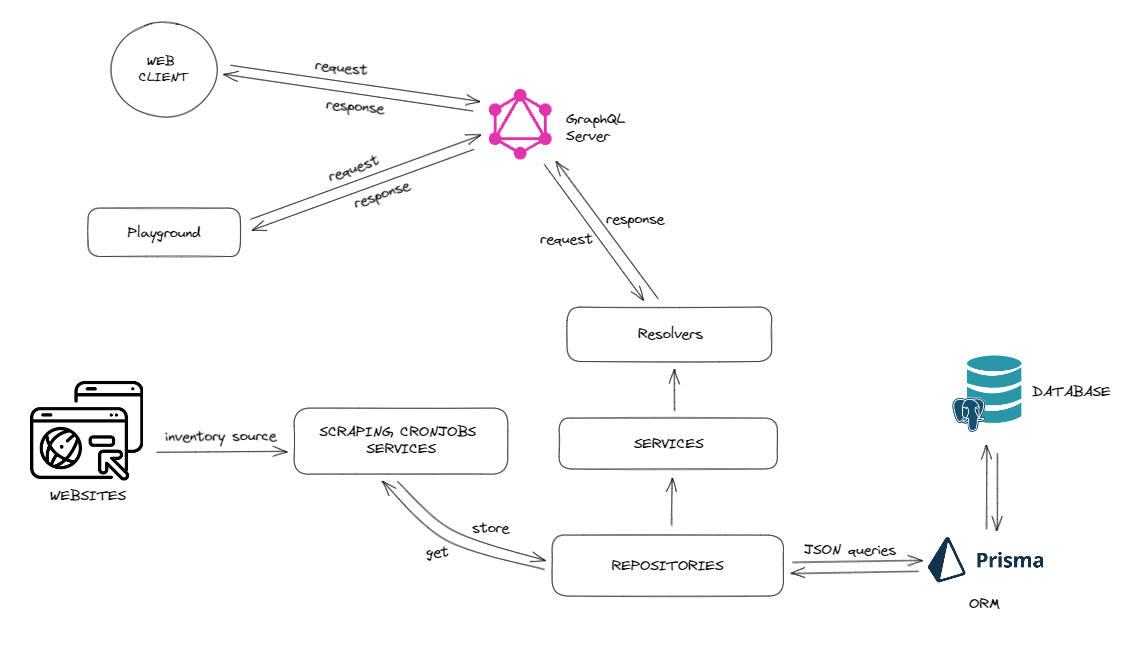 WEB
CLIENT
request
response
GraphQL
Server
request
response
Playground
response
request
Resolvers
DATABASE
inventory source
SCRAPING, CRONJOBS
SERVICES
SERVICES
WEBSITES
store
get
JSON queries
REPOSITORIES
Prisma
ORM